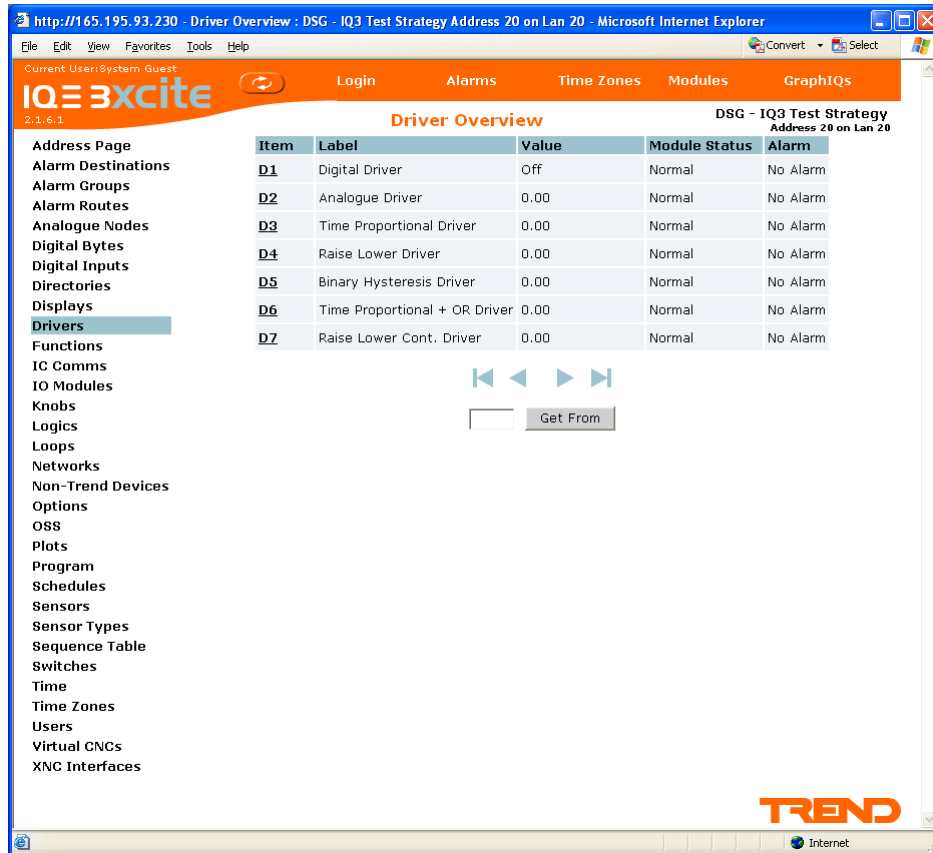 http://165.195.93.230 - Driver Overview : DSG - IQ3 Test Strategy Address 20 on Lan 20 - Microsoft Internet Explorer
File Edit View Favorites Tools Help Convert Select
Current User:System Guest
IQ3 3xcite
2.1.6.1
Login Alarms Time Zones Modules GraphIQs
Driver Overview
DSG - IQ3 Test Strategy
Address 20 on Lan 20
Address Page
Alarm Destinations
Alarm Groups
Alarm Routes
Analogue Nodes
Digital Bytes
Digital Inputs
Directories
Displays
Drivers
Functions
IC Comms
IO Modules
Knobs
Logics
Loops
Networks
Non-Trend Devices
Options
OSS
Plots
Program
Schedules
Sensors
Sensor Types
Sequence Table
Switches
Time
Time Zones
Users
Virtual CNCs
XNC Interfaces
Item Label Value Module Status Alarm
D1 Digital Driver Off Normal No Alarm
D2 Analogue Driver 0.00 Normal No Alarm
D3 Time Proportional Driver 0.00 Normal No Alarm
D4 Raise Lower Driver 0.00 Normal No Alarm
D5 Binary Hysteresis Driver 0.00 Normal No Alarm
D6 Time Proportional + OR Driver 0.00 Normal No Alarm
D7 Raise Lower Cont. Driver 0.00 Normal No Alarm
Get From
TREND
Internet